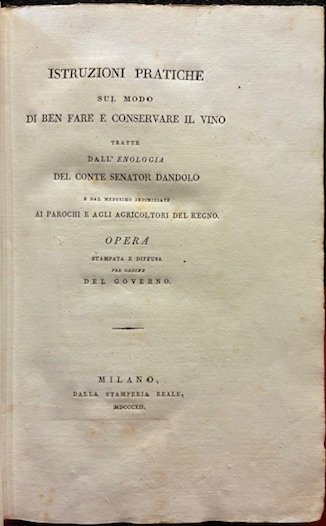 ISTRUZIONI PRATICHE
SUL MODO
DI BEN FARE E CONSERVARE IL VINO
TRATTE
DALL' ENOLOGIA
DEL CONTE SENATOR DANDOLO
E DAL MEDESIMO INDIRIZZATE
AI PAROCHI E AGLI AGRICOLTORI DEL REGNO.
OPERA
STAMPATA E DIFFUSA
PER ORDINE
DEL GOVERNO.
MILANO,
DALLA STAMPERIA REALE,
MDCCCXII.